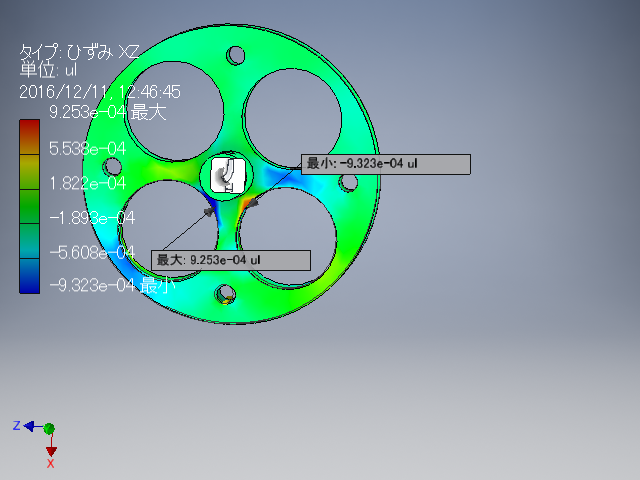 タイプ: ひずみ XZ
単位: ul
2016/12/11, 12:46:45
9.253e-04 最大
5.538e-04
1.822e-04
-1.893e-04
-5.608e-04
-9.323e-04 最小
最小: -9.323e-04 ul
最大: 9.253e-04 ul
Z
X